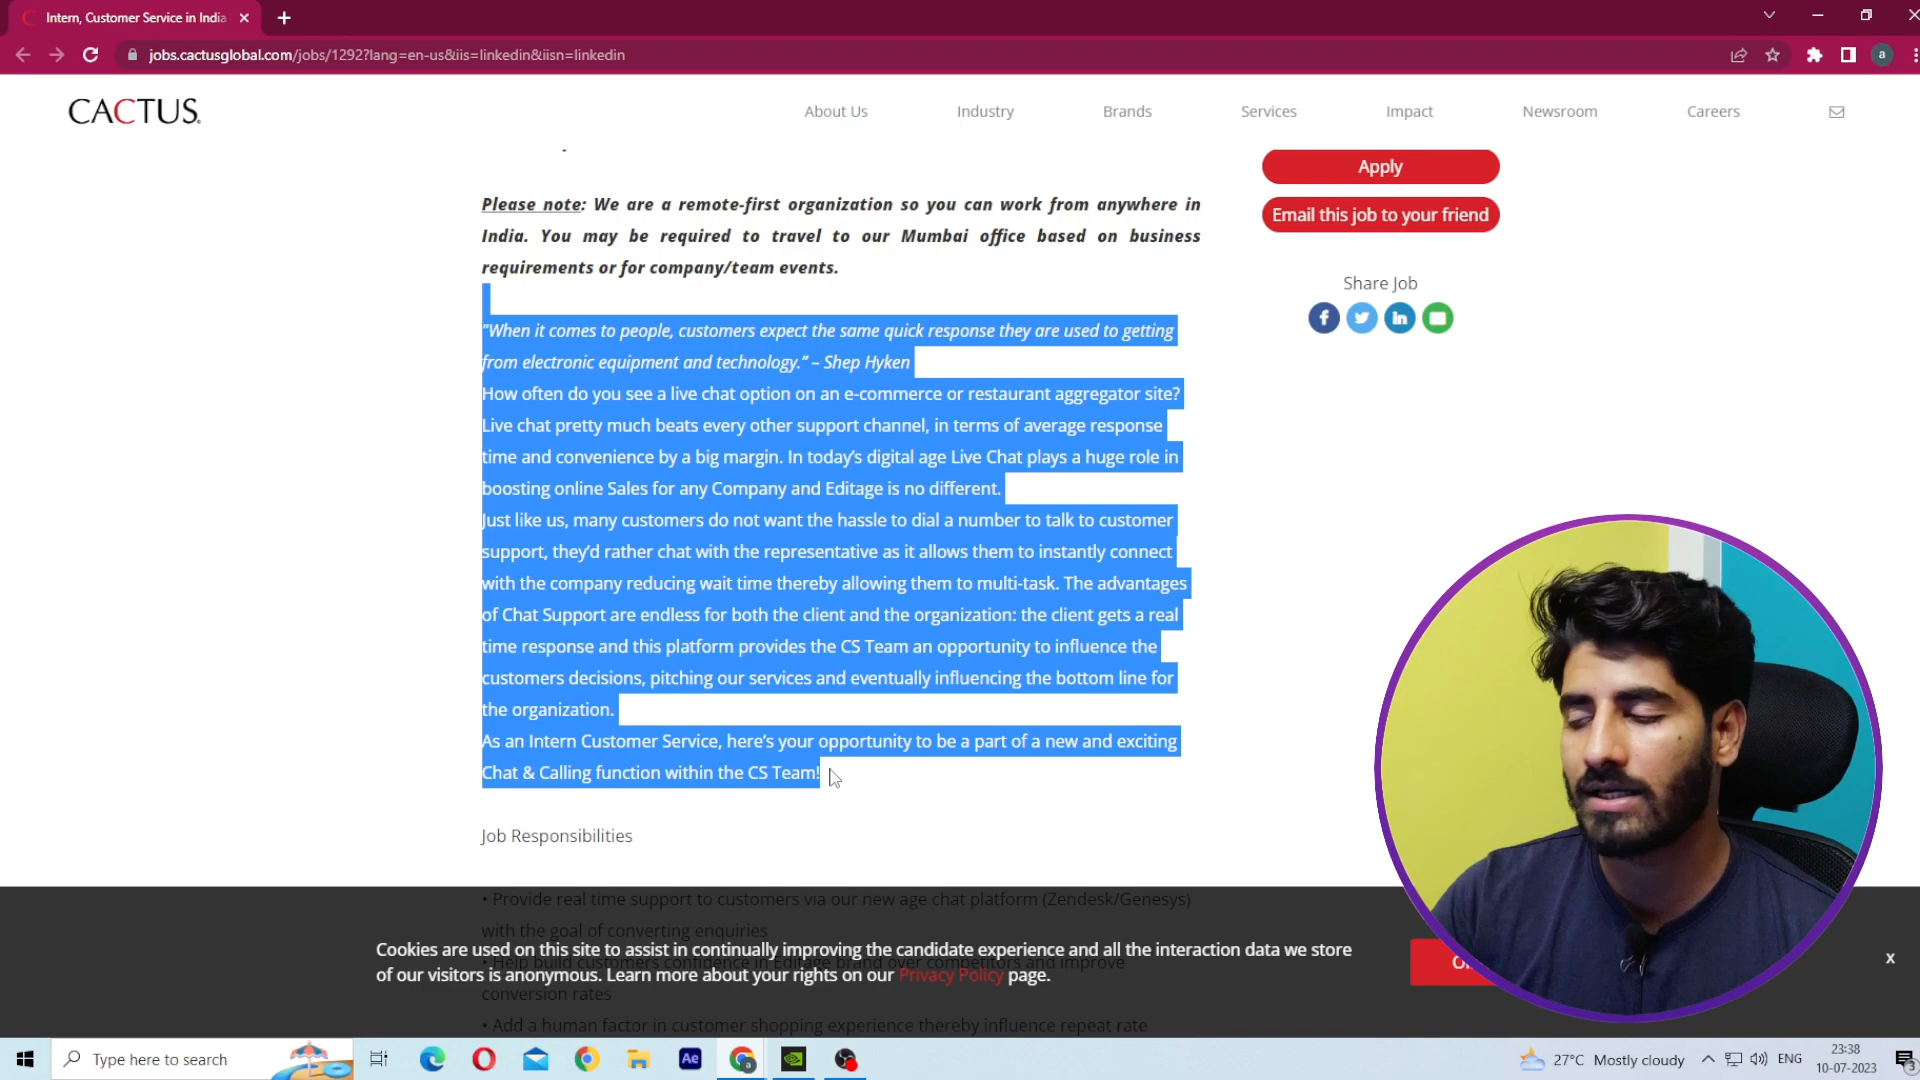 Intern, Customer Service in India
jobs.cactusglobal.com/jobs/1292?lang=en-us&iis=linkedin&iisn=linkedin
a
CACTUS
About Us
Industry
Brands
Services
Impact
Newsroom
Careers
Apply
Please note: We are a remote-first organization so you can work from anywhere in
India. You may be required to travel to our Mumbai office based on business
requirements or for company/team events.
Email this job to your friend
Share Job
"When it comes to people, customers expect the same quick response they are used to getting
from electronic equipment and technology.” – Shep Hyken
How often do you see a live chat option on an e-commerce or restaurant aggregator site?
Live chat pretty much beats every other support channel, in terms of average response
time and convenience by a big margin. In today’s digital age Live Chat plays a huge role in
boosting online Sales for any Company and Editage is no different.
Just like us, many customers do not want the hassle to dial a number to talk to customer
support, they’d rather chat with the representative as it allows them to instantly connect
with the company reducing wait time thereby allowing them to multi-task. The advantages
of Chat Support are endless for both the client and the organization: the client gets a real
time response and this platform provides the CS Team an opportunity to influence the
customers decisions, pitching our services and eventually influencing the bottom line for
the organization.
As an Intern Customer Service, here’s your opportunity to be a part of a new and exciting
Chat & Calling function within the CS Team!
Job Responsibilities
• Provide real time support to customers via our new age chat platform (Zendesk/Genesys)
with the goal of converting enquiries
Cookies are used on this site to assist in continually improving the candidate experience and all the interaction data we store
• Help build customers confidence in Editage brand over competitors and improve
of our visitors is anonymous. Learn more about your rights on our Privacy Policy page.
conversion rates
x
• Add a human factor in customer shopping experience thereby influence repeat rate
Type here to search
Ae
27°C Mostly cloudy
ENG
23:38
10-07-2023
3